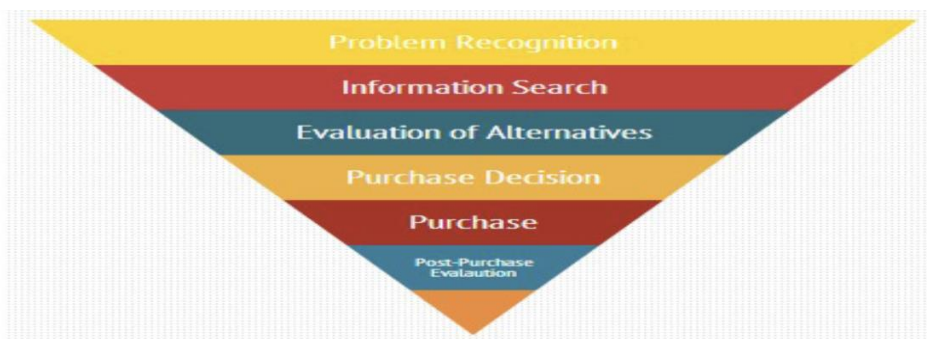 Problem Recognition
Information Search
Evaluation of Alternatives
Purchase Decision
Purchase
Post-Purchase
Evalaution